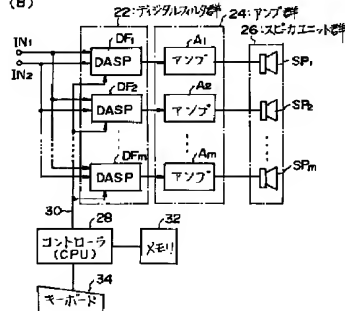 (B)
22:ディジタルフィルタ群
24:アンプ群
26:スピーカユニット群
IN1
IN2
DF1
DASP
A1
アンプ
SP1
DF2
DASP
A2
アンプ
SP2
DFm
DASP
Am
アンプ
SPm
30
28
コントローラ
(CPU)
32
メモリ
34
キーボード